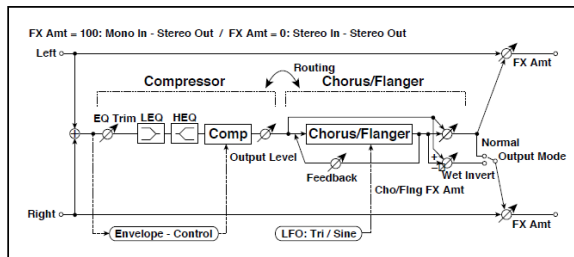 FX Amt = 100: Mono In - Stereo Out / FX Amt = 0: Stereo In - Stereo Out
Left
FX Amt
Routing
Compressor
Chorus/Flanger
EQ Trim
LEQ
HEQ
Comp
Chorus/Flanger
Output Level
Normal
Output Mode
+
−
Wet Invert
Feedback
Cho/Flng FX Amt
Right
FX Amt
Envelope - Control
LFO: Tri / Sine